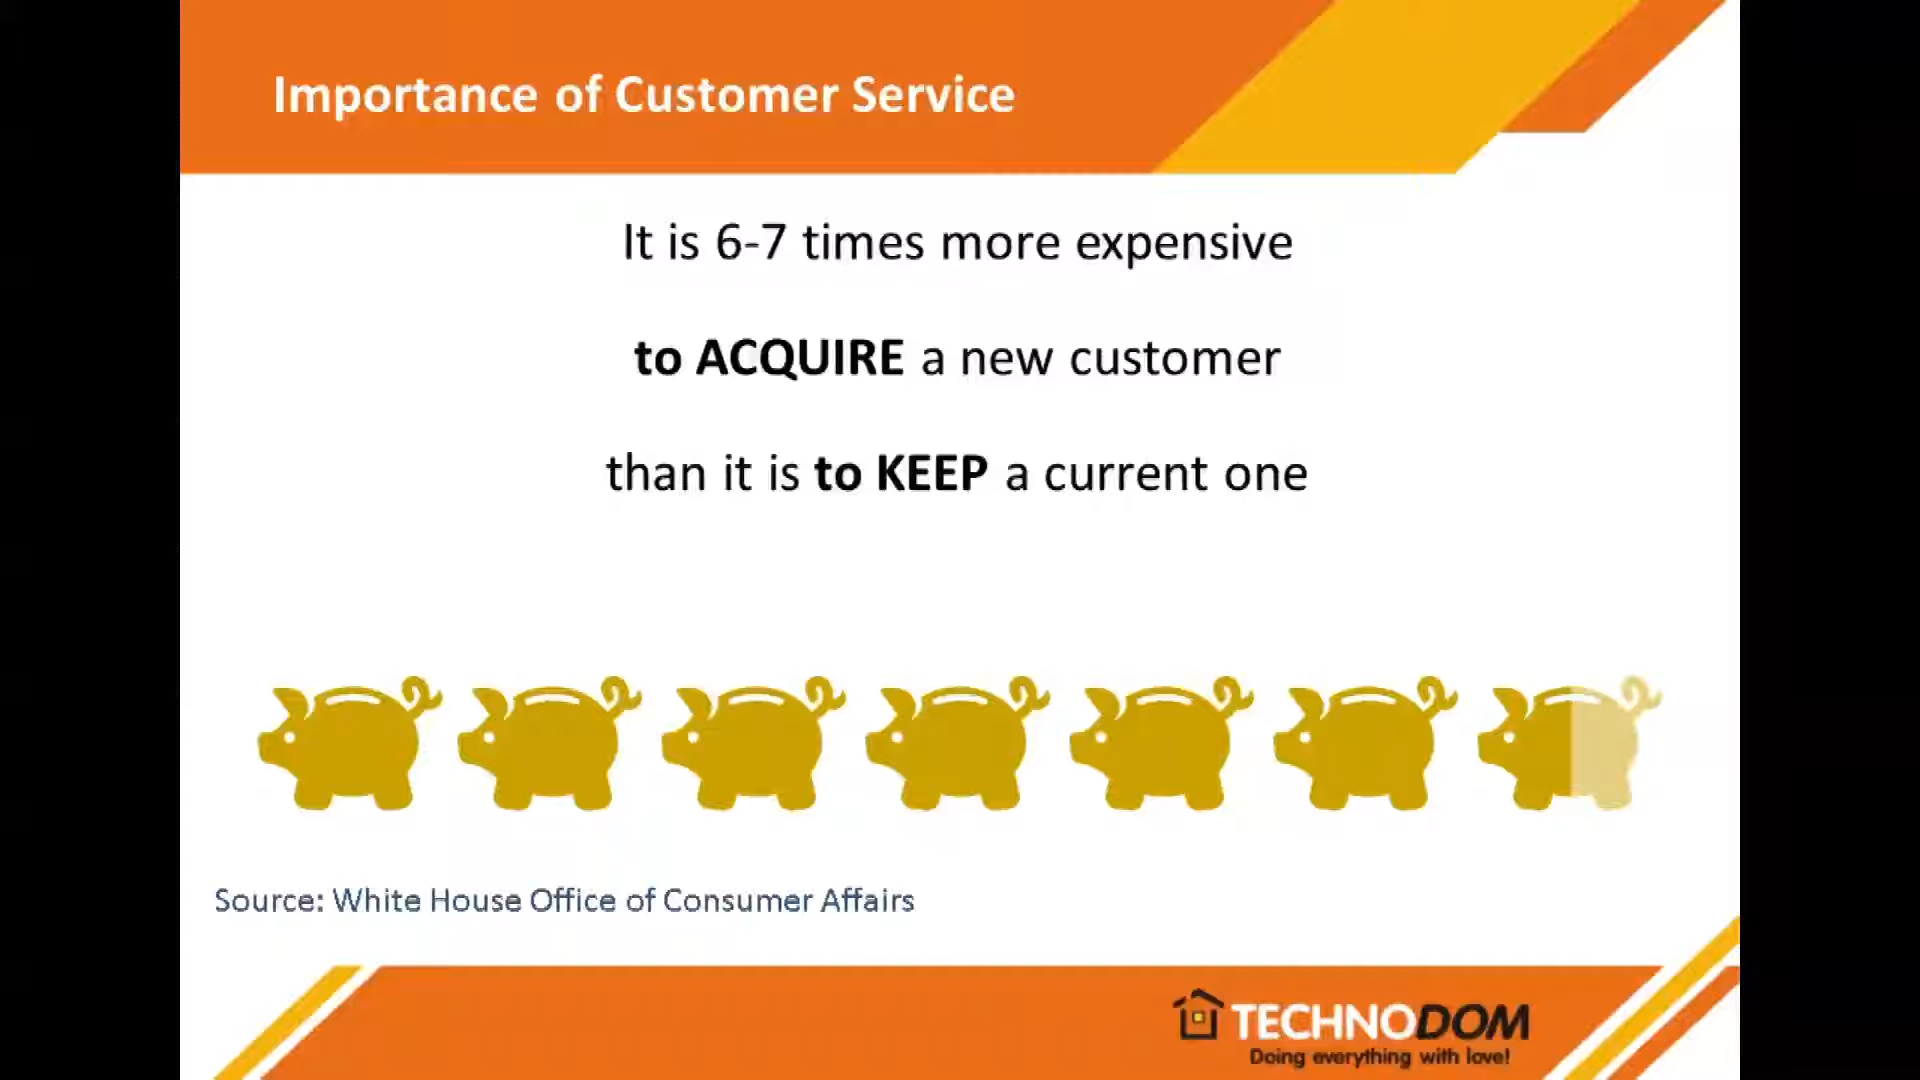 Importance of Customer Service
It is 6-7 times more expensive
to ACQUIRE a new customer
than it is to KEEP a current one
Source: White House Office of Consumer Affairs
TECHNODOM
Doing everything with love!